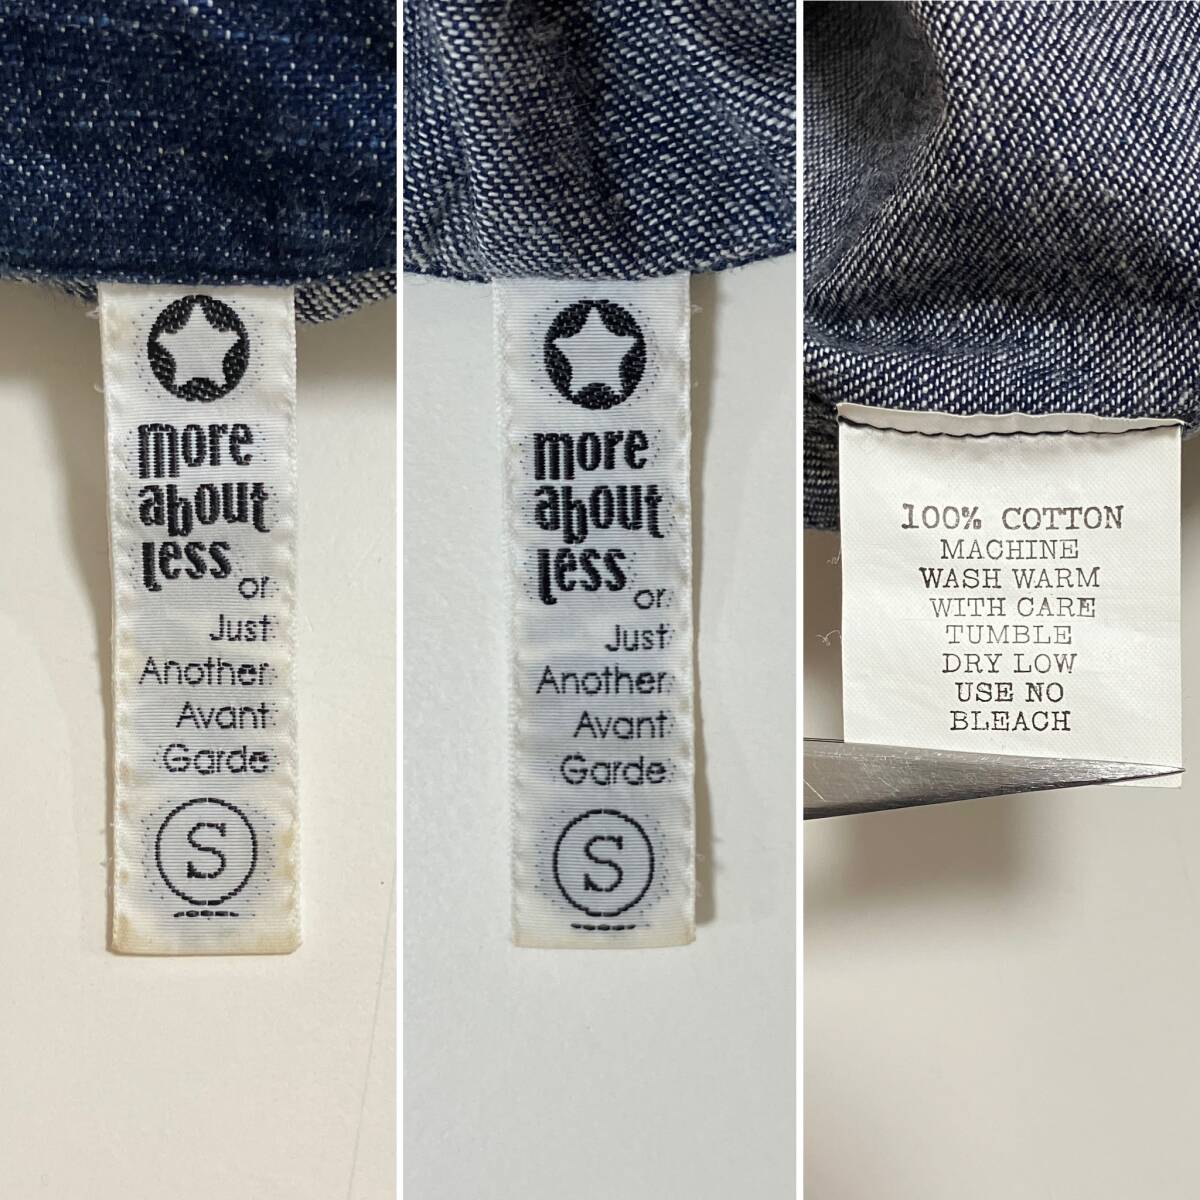 more
about
less
or
Just
Another
Avant
Garde
S
more
about
less
or
Just
Another
Avant
Garde
S
100% COTTON
MACHINE
WASH WARM
WITH CARE
TUMBLE
DRY LOW
USE NO
BLEACH